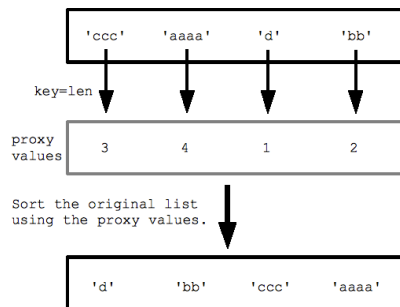 'ccc' 'aaaa' 'd' 'bb'
key=len
proxy
values
3 4 1 2
Sort the original list
using the proxy values.
'd' 'bb' 'ccc' 'aaaa'